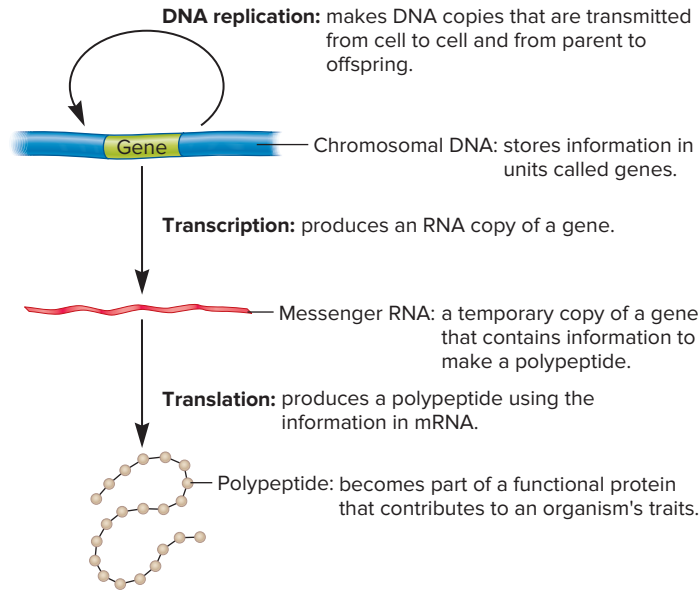 DNA replication: makes DNA copies that are transmitted
from cell to cell and from parent to
offspring.
Gene
Chromosomal DNA: stores information in
units called genes.
Transcription: produces an RNA copy of a gene.
Messenger RNA: a temporary copy of a gene
that contains information to
make a polypeptide.
Translation: produces a polypeptide using the
information in mRNA.
Polypeptide: becomes part of a functional protein
that contributes to an organism's traits.